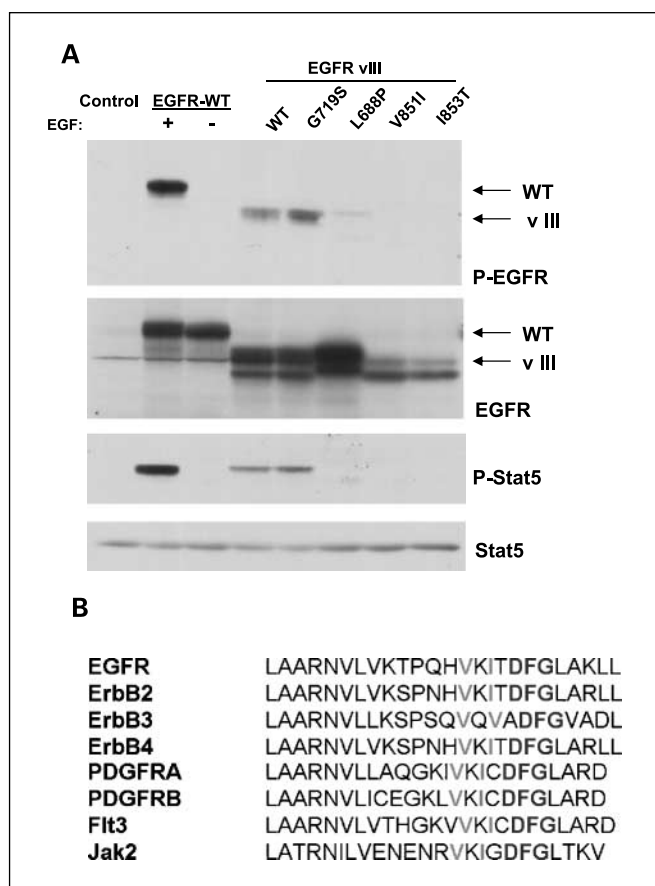 A
EGFR vIII
Control EGFR-WT
WT G719S L688P V851I I853T
EGF: + -
WT
v III
P-EGFR
WT
v III
EGFR
P-Stat5
Stat5
B
EGFR LAARNVLVKTPQHVKITDFGLAKLL
ErbB2 LAARNVLVKSPNHVKITDFGLARLL
ErbB3 LAARNVLLKSPSQVQVADFGVADL
ErbB4 LAARNVLVKSPNHVKITDFGLARLL
PDGFRA LAARNVLLAQGKIVKICDFGLARD
PDGFRB LAARNVLICEGKLVKICDFGLARD
Flt3 LAARNVLVTHGKVVKICDFGLARD
Jak2 LATRNILVENENRVKIGDFGLTKV